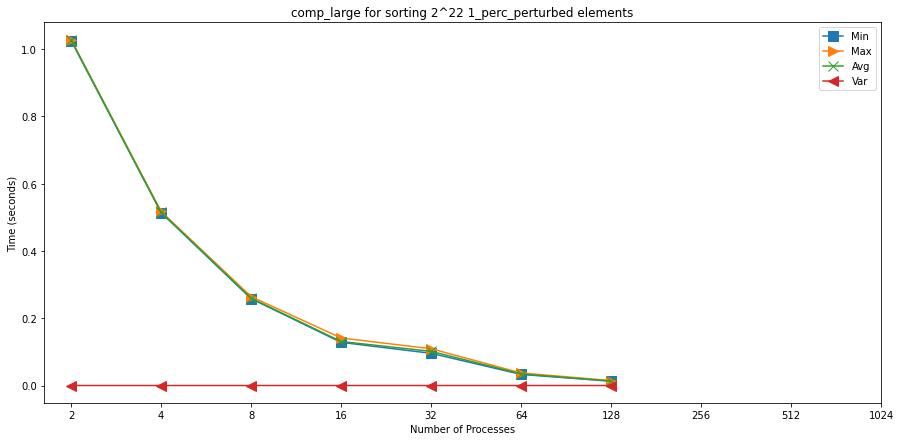 comp_large for sorting 2^22 1_perc_perturbed elements
Min
Max
Avg
Var
Time (seconds)
1.0
0.8
0.6
0.4
0.2
0.0
2 4 8 16 32 64 128 256 512 1024
Number of Processes